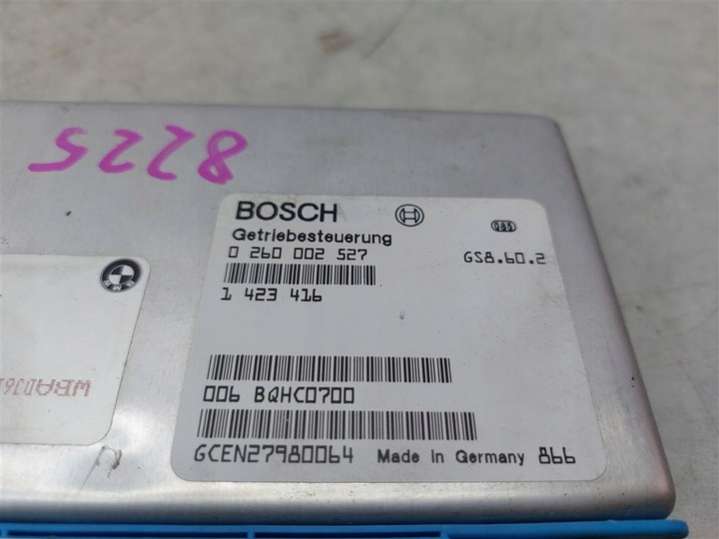 8225
BOSCH
Getriebesteuerung
0 260 002 527
GS8.60.2
1 423 416
006 BQHC0700
GCEN27980064 Made in Germany 866